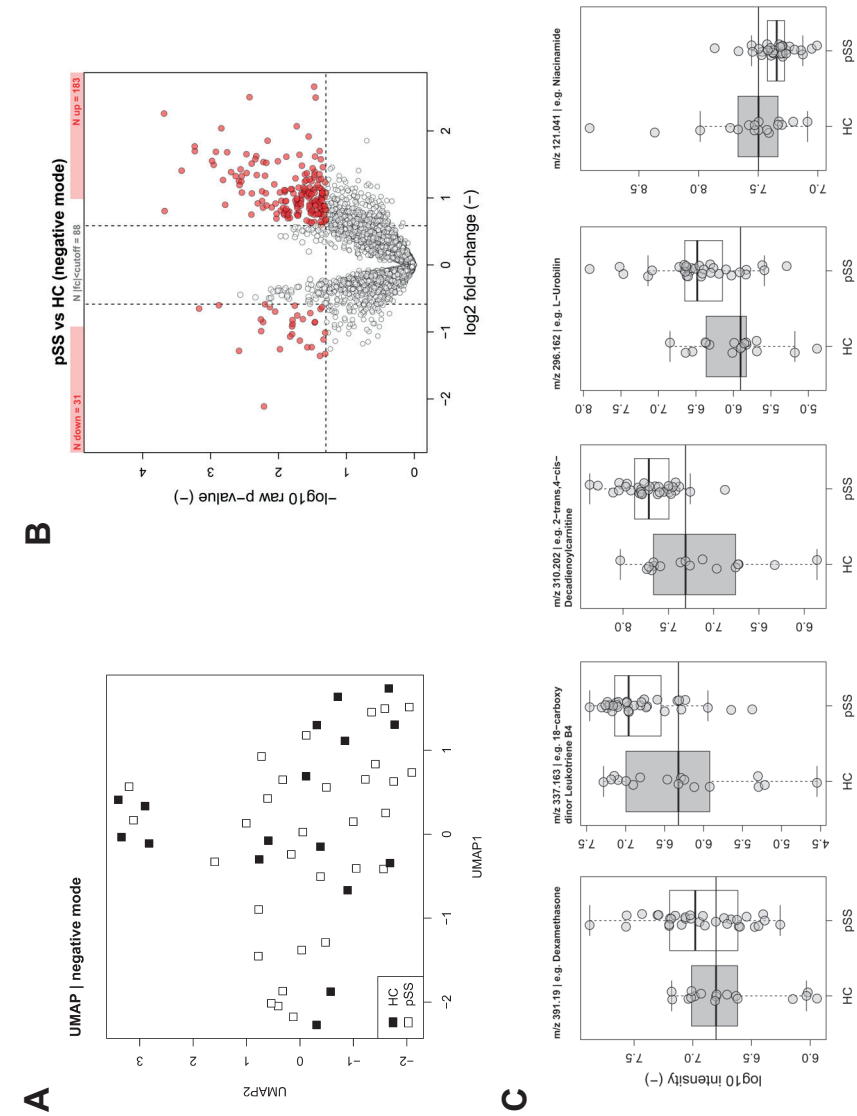 A
UMAP | negative mode
3
2
1
0
−1
−2
UMAP2
−2
−1
0
1
UMAP1
HC
pSS
B
pSS vs HC (negative mode)
N down = 31
N |fc|<cutoff = 88
N up = 183
4
3
2
1
0
−log10 raw p−value (−)
−2
−1
0
1
2
log2 fold−change (−)
C
m/z 391.19 | e.g. Dexamethasone
7.5
7.0
6.5
6.0
log10 intensity (−)
HC
pSS
m/z 337.163 | e.g. 18−carboxy
dinor Leukotriene B4
7.5
7.0
6.5
6.0
5.5
5.0
4.5
HC
pSS
m/z 310.202 | e.g. 2−trans,4−cis−
Decadienoylcarnitine
8.0
7.5
7.0
6.5
6.0
HC
pSS
m/z 296.162 | e.g. L−Urobilin
8.0
7.5
7.0
6.5
6.0
5.5
5.0
HC
pSS
m/z 121.041 | e.g. Niacinamide
8.5
8.0
7.5
7.0
HC
pSS